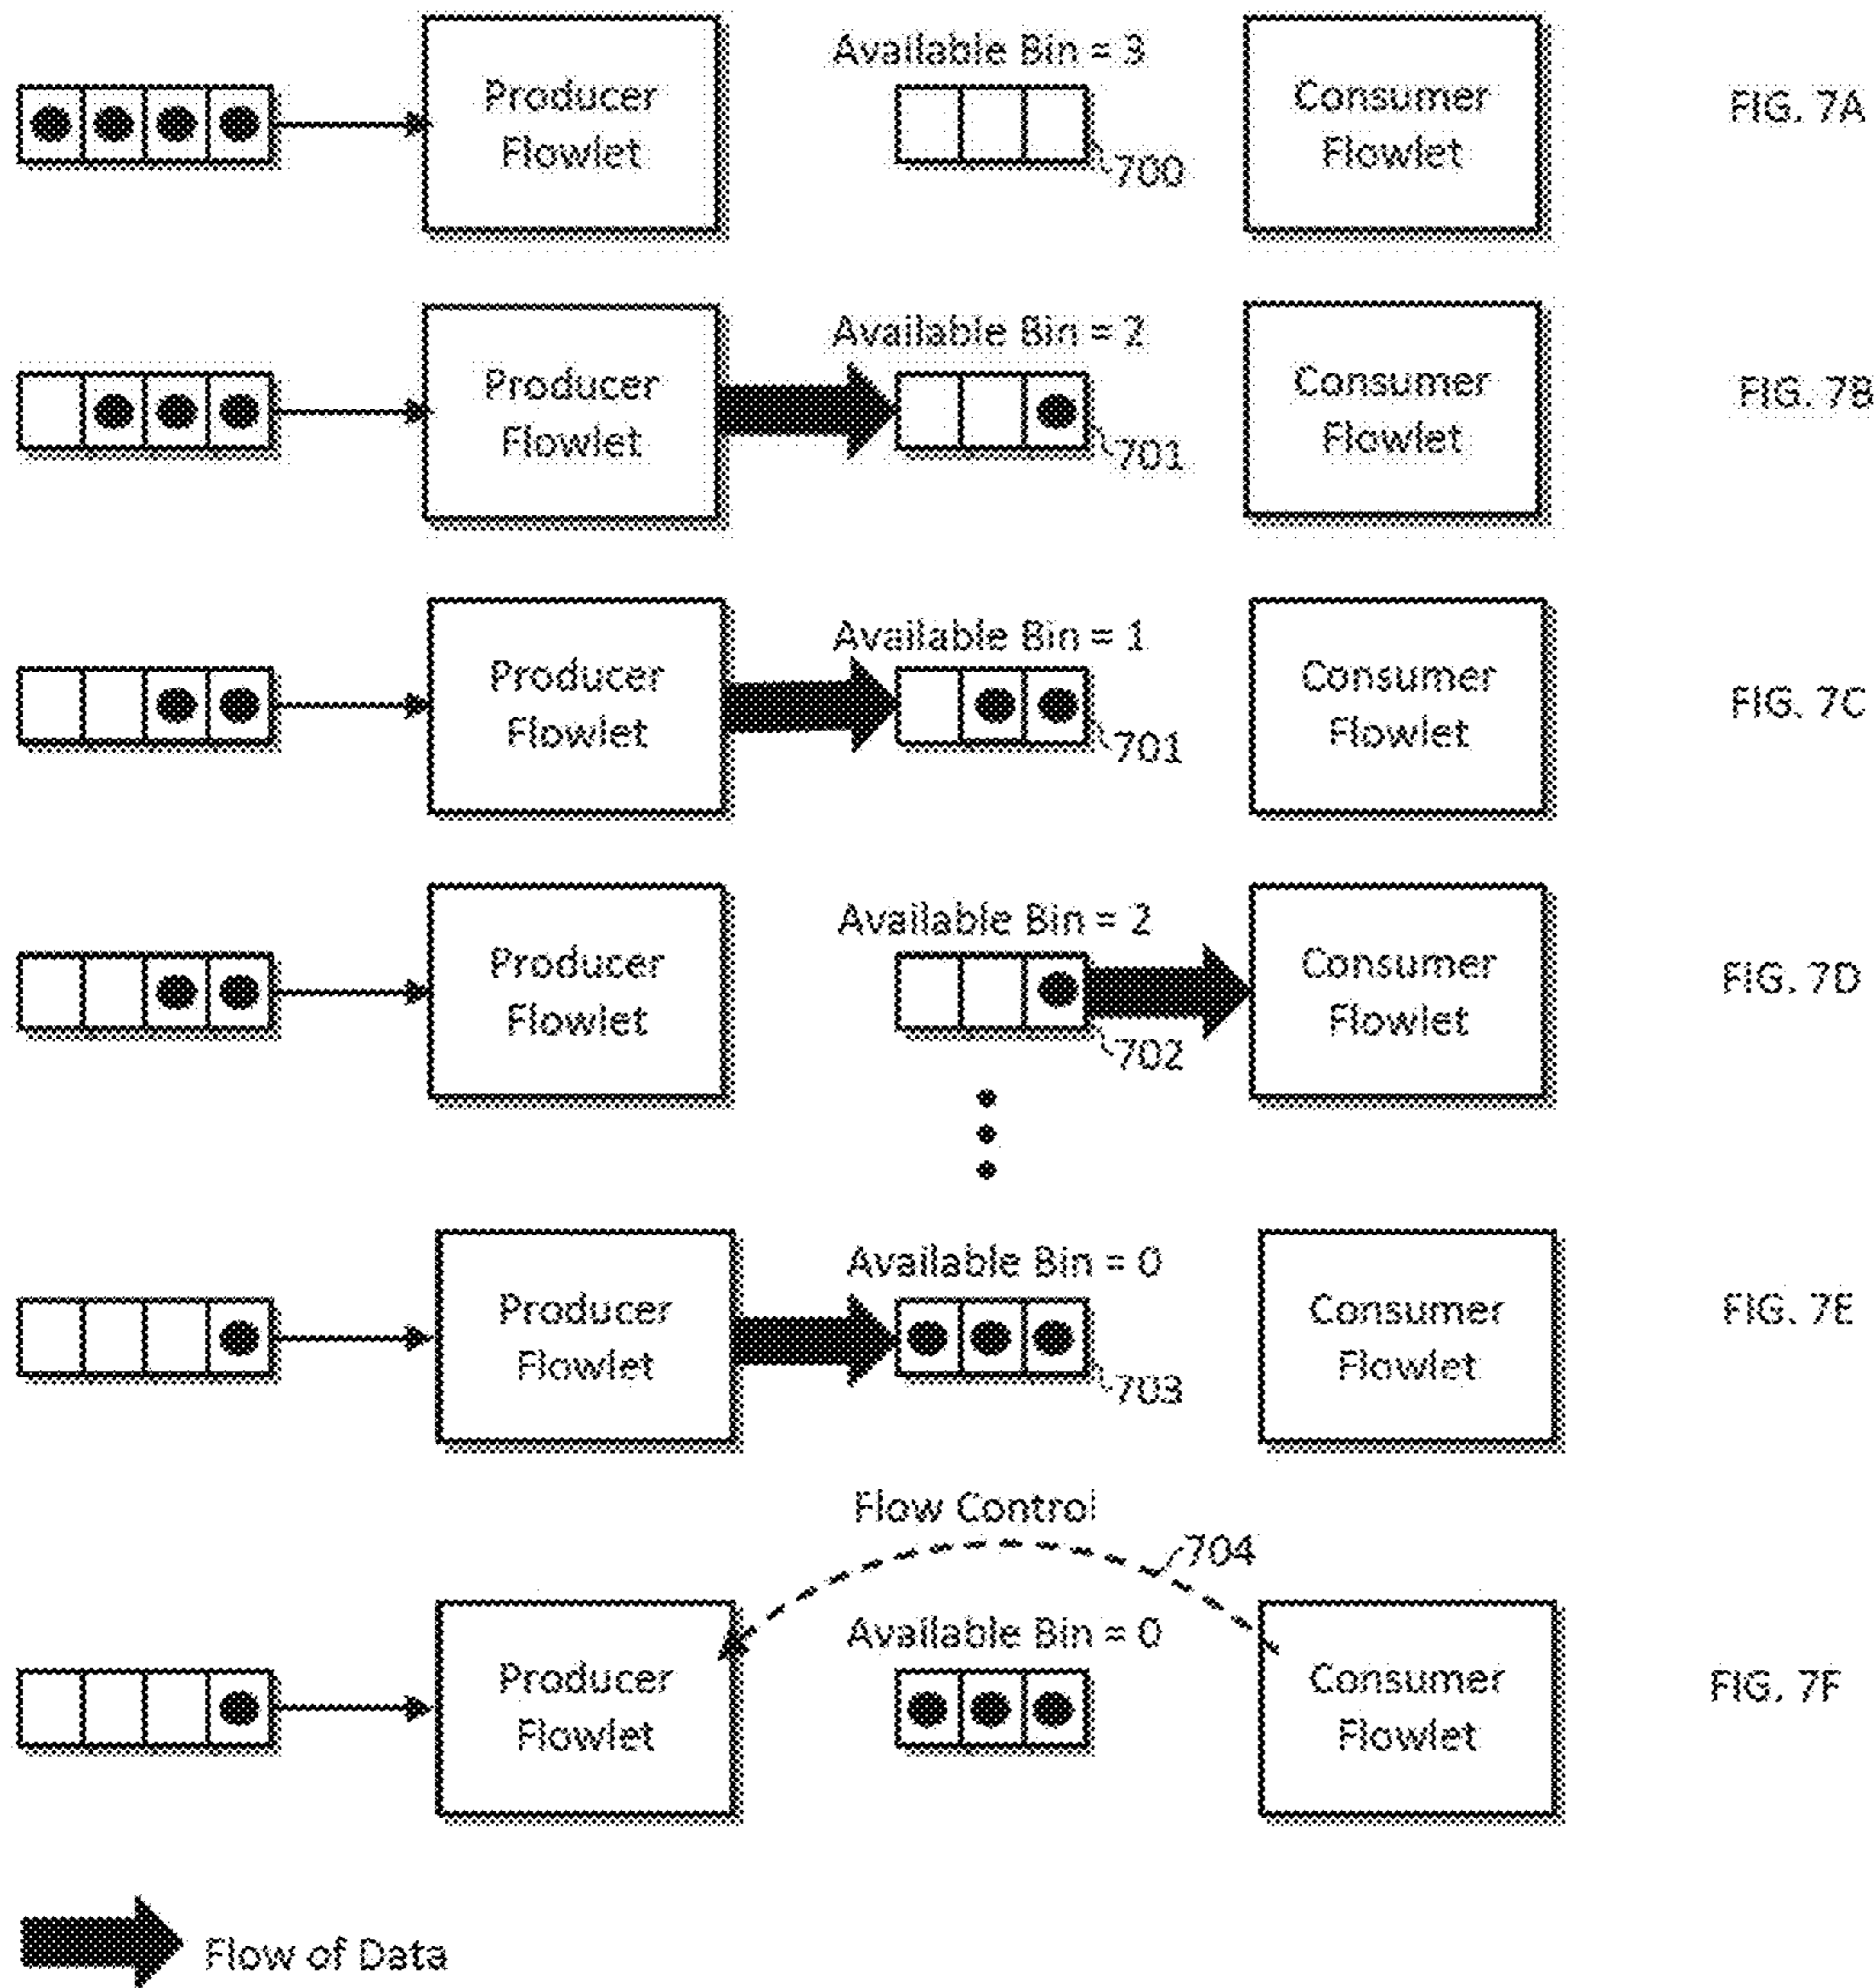 Available Bin = 3
Producer
Flowlet
Consumer
Flowlet
FIG. 7A
700
Available Bin = 2
Producer
Flowlet
Consumer
Flowlet
FIG. 7B
701
Available Bin = 1
Producer
Flowlet
Consumer
Flowlet
FIG. 7C
701
Available Bin = 2
Producer
Flowlet
Consumer
Flowlet
FIG. 7D
702
Available Bin = 0
Producer
Flowlet
Consumer
Flowlet
FIG. 7E
703
Flow Control
704
Available Bin = 0
Producer
Flowlet
Consumer
Flowlet
FIG. 7F
Flow of Data